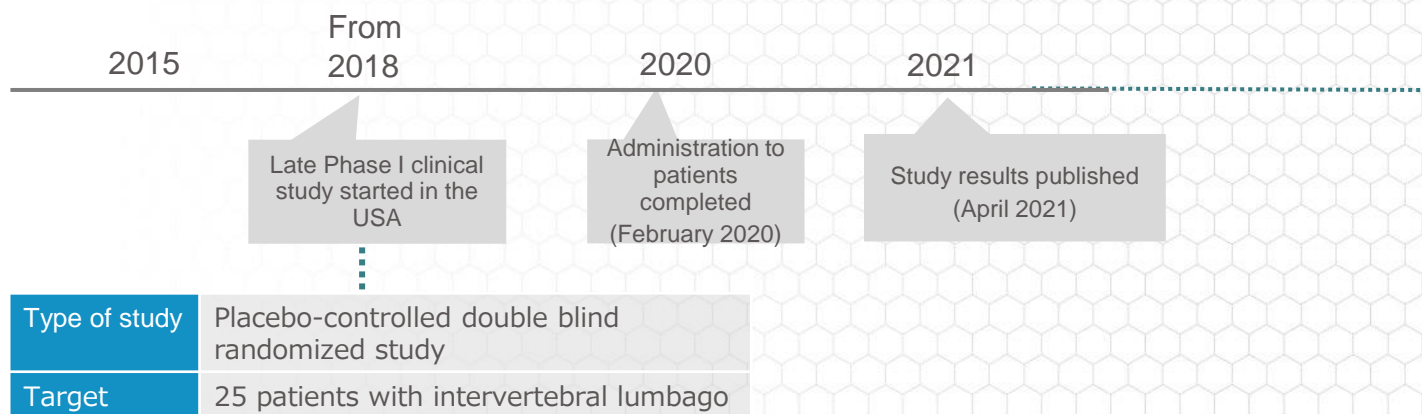 From
2015
2018
2020
2021
Late Phase I clinical
study started in the
USA
Administration to
patients
completed
(February 2020)
Study results published
(April 2021)
Type of study
Placebo-controlled double blind
randomized study
Target
25 patients with intervertebral lumbago